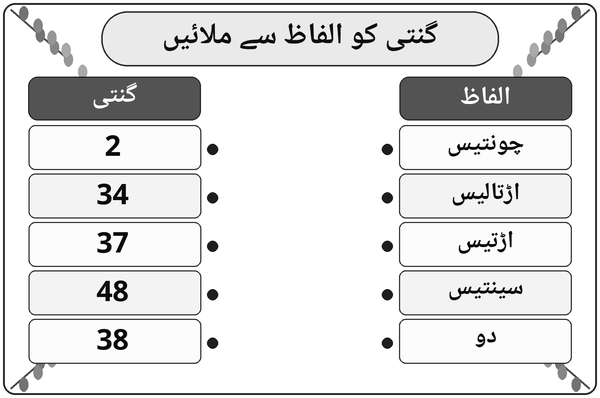 گنتی کو الفاظ سے ملائیں
الفاظ
گنتی
چونتیس
2
اڑتالیس
34
اڑتیس
37
سینتیس
48
دو
38